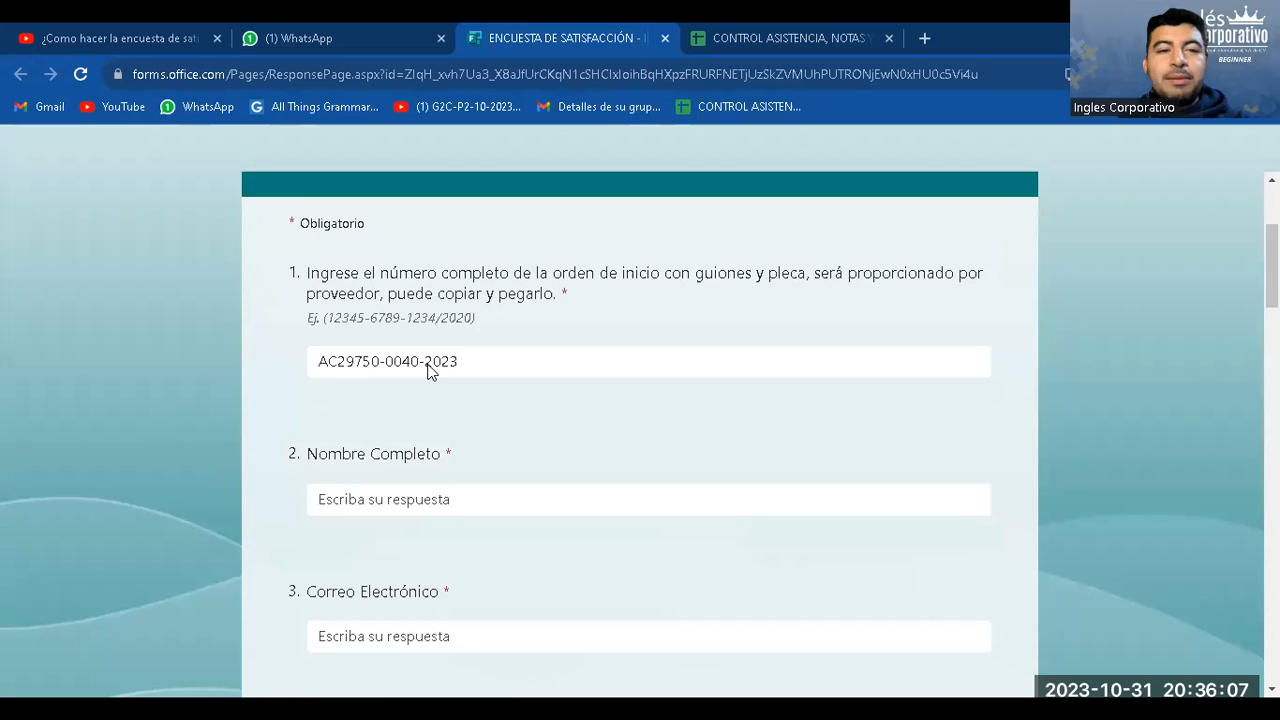 ¿Como hacer la encuesta de sati
(1) WhatsApp
ENCUESTA DE SATISFACCIÓN - I
CONTROL ASISTENCIA, NOTAS Y
forms.office.com/Pages/ResponsePage.aspx?id=ZIqH_xvh7Ua3_X8aJfUrCKqN1cSHCIxIoihBqHXpzFRURFNETjUzSkZVMUhPUTRONjEwN0xHU0c5Vi4u
Gmail
YouTube
WhatsApp
All Things Grammar...
(1) G2C-P2-10-2023...
Detalles de su grup...
CONTROL ASISTEN...
lés
orporativo
BEGINNER
Ingles Corporativo
* Obligatorio
1. Ingrese el número completo de la orden de inicio con guiones y pleca, será proporcionado por
proveedor, puede copiar y pegarlo. *
Ej. (12345-6789-1234/2020)
AC29750-0040-2023
2. Nombre Completo *
Escriba su respuesta
3. Correo Electrónico *
Escriba su respuesta
2023-10-31 20:36:07